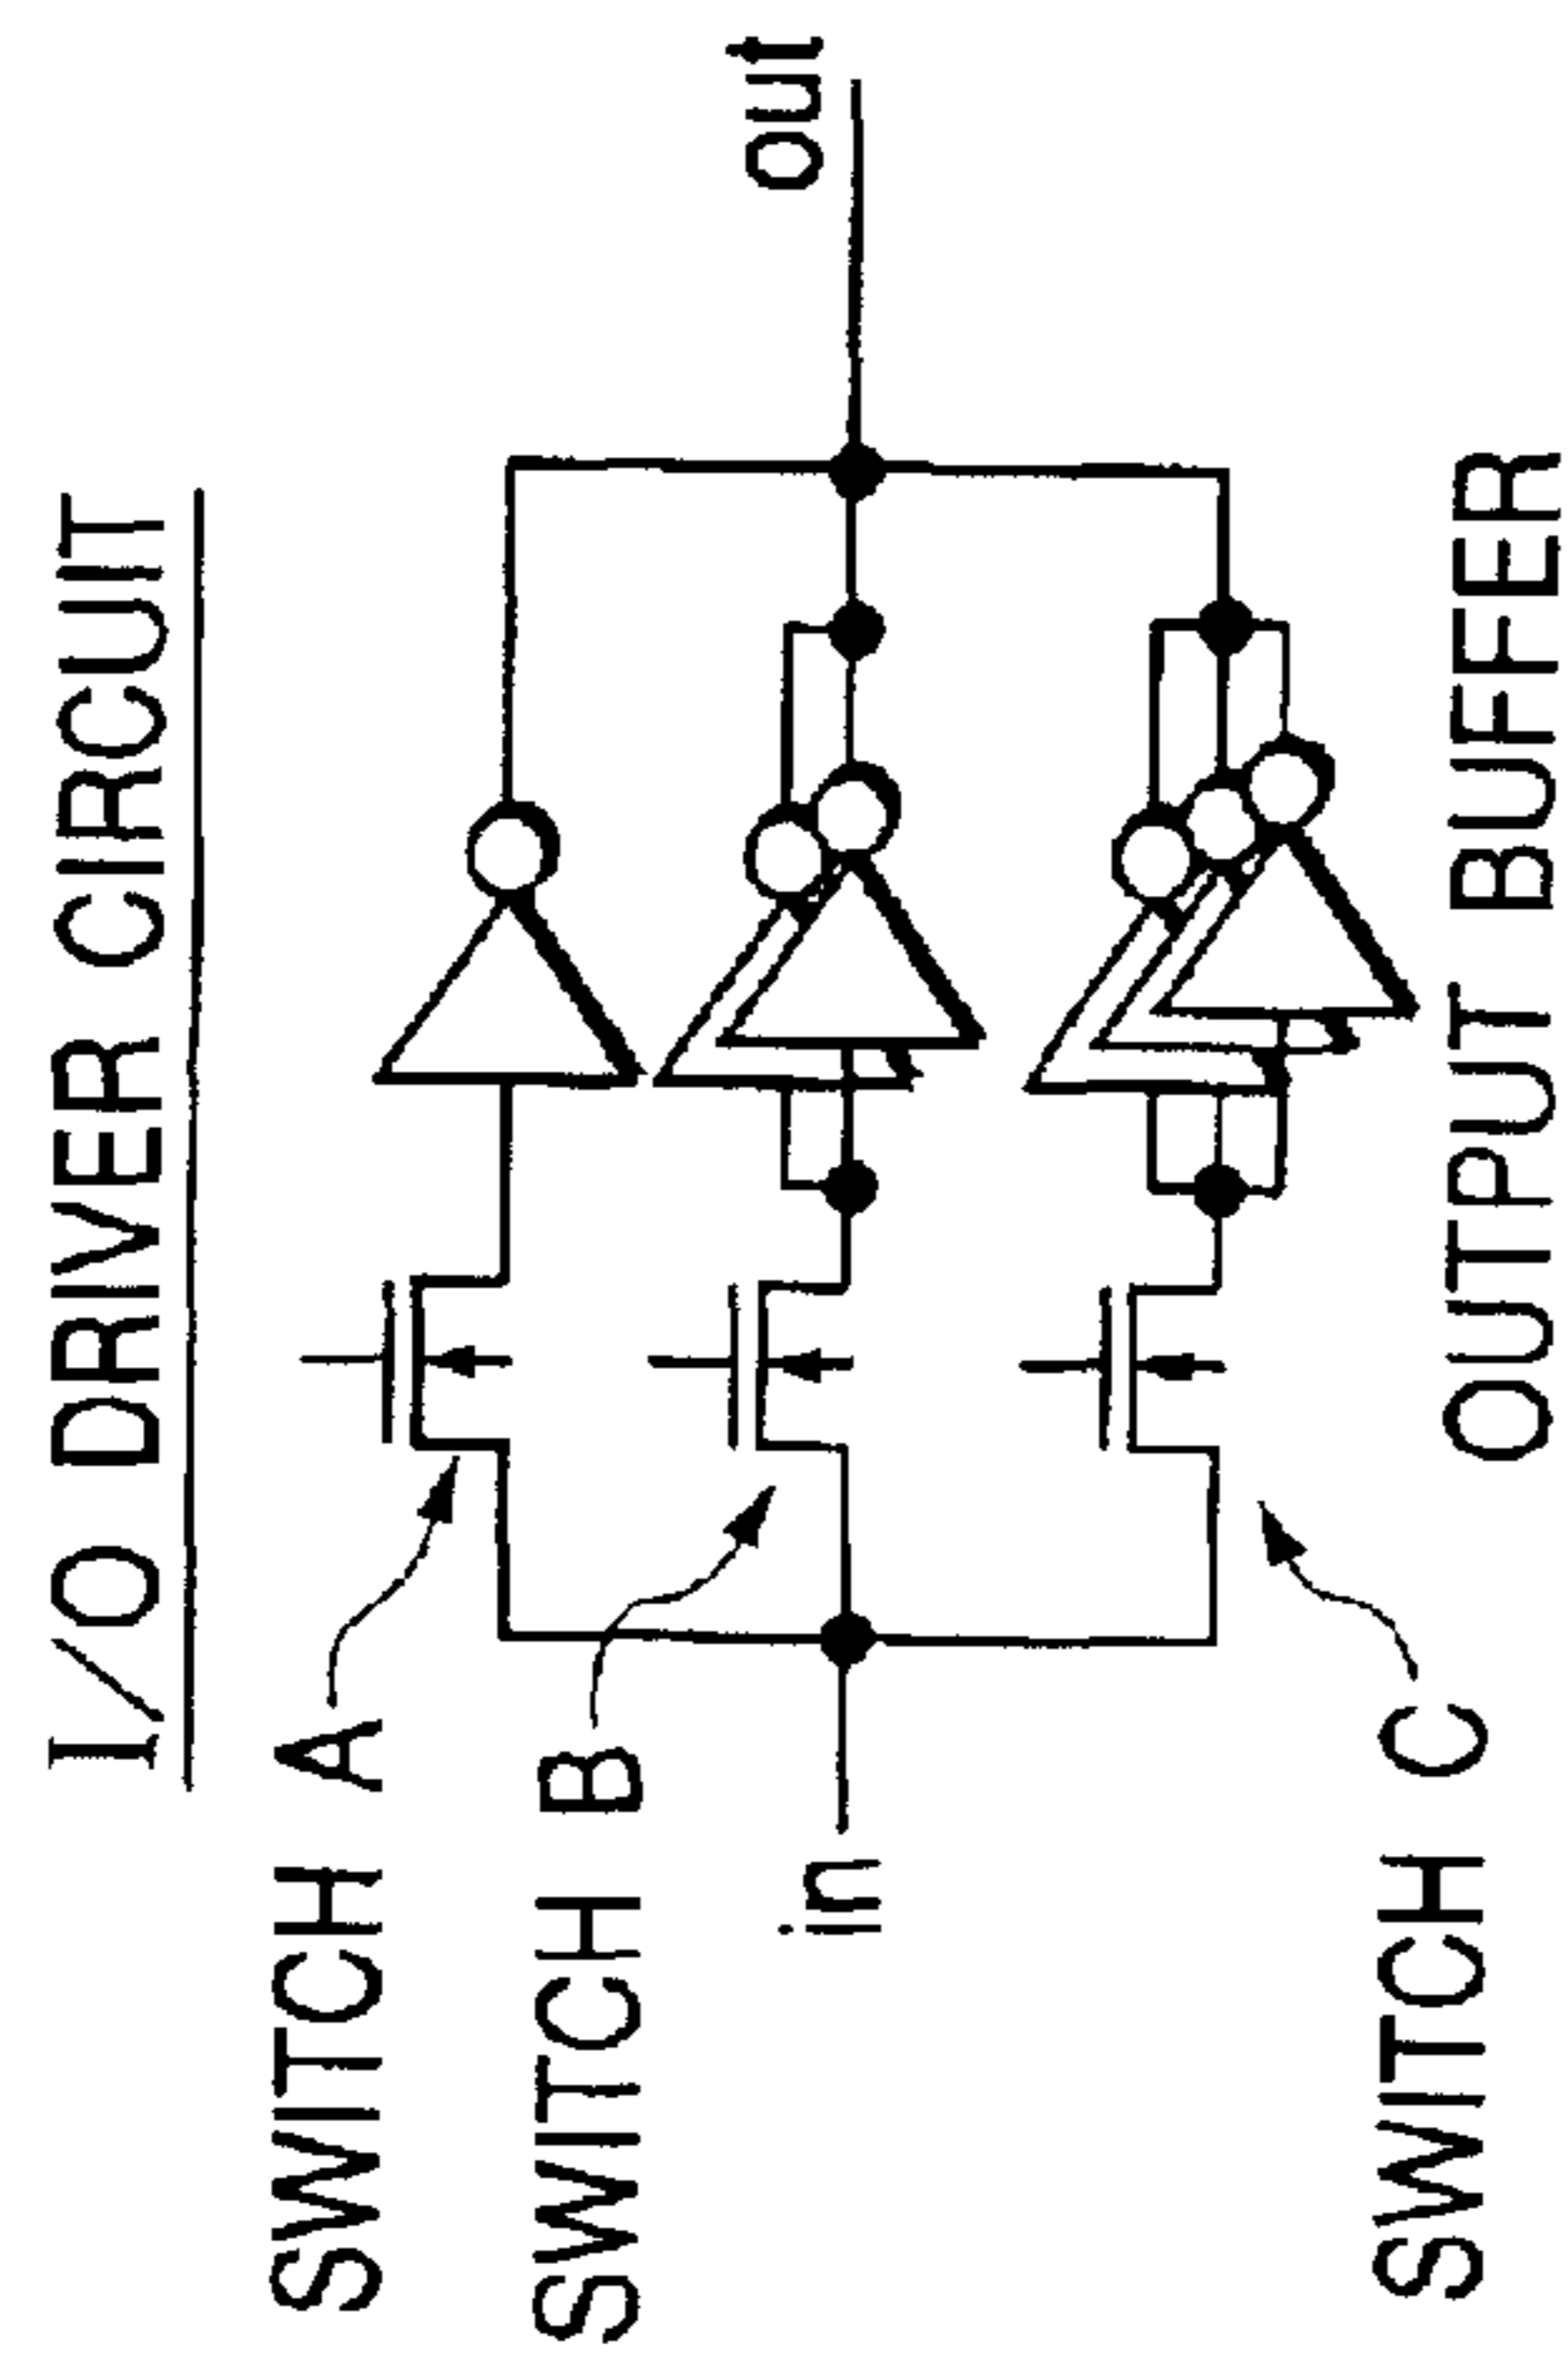 I/O DRIVER CIRCUIT
SWITCH A
SWITCH B
in
out
SWITCH C
OUTPUT BUFFER